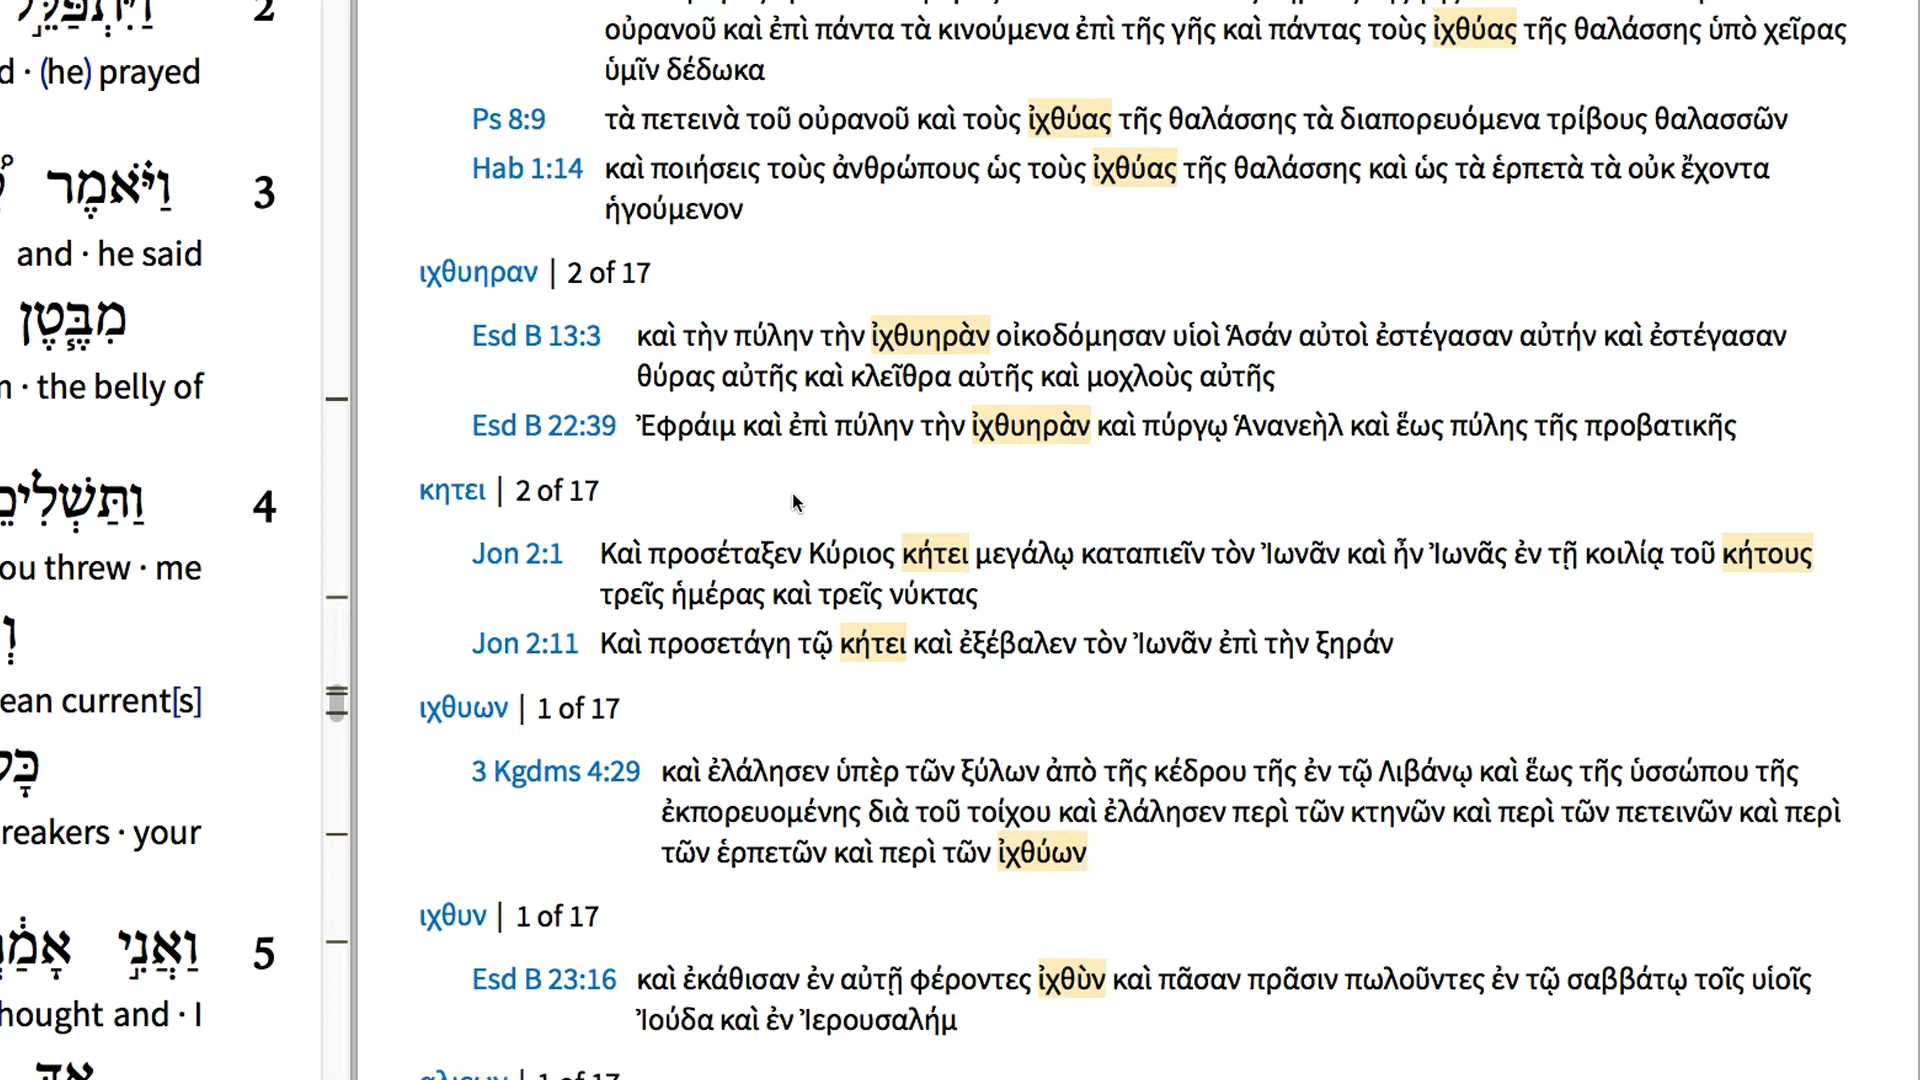 2
d · (he) prayed
וַיֹּ֗אמֶר 3
and · he said
מִבֶּ֧טֶן
· the belly of
4
ou threw · me
ean current[s]
reakers · your
וַאֲנִ֣י 5
hought and · I
οὐρανοῦ καὶ ἐπὶ πάντα τὰ κινούμενα ἐπὶ τῆς γῆς καὶ πάντας τοὺς ἰχθύας τῆς θαλάσσης ὑπὸ χεῖρας
ὑμῖν δέδωκα
Ps 8:9 τὰ πετεινὰ τοῦ οὐρανοῦ καὶ τοὺς ἰχθύας τῆς θαλάσσης τὰ διαπορευόμενα τρίβους θαλασσῶν
Hab 1:14 καὶ ποιήσεις τοὺς ἀνθρώπους ὡς τοὺς ἰχθύας τῆς θαλάσσης καὶ ὡς τὰ ἑρπετὰ τὰ οὐκ ἔχοντα
ἡγούμενον
ιχθυηραν | 2 of 17
Esd B 13:3 καὶ τὴν πύλην τὴν ἰχθυηρὰν οἰκοδόμησαν υἱοὶ Ἁσάν αὐτοὶ ἐστέγασαν αὐτήν καὶ ἐστέγασαν
θύρας αὐτῆς καὶ κλεῖθρα αὐτῆς καὶ μοχλοὺς αὐτῆς
Esd B 22:39 Ἐφράιμ καὶ ἐπὶ πύλην τὴν ἰχθυηρὰν καὶ πύργῳ Ἁνανεὴλ καὶ ἕως πύλης τῆς προβατικῆς
κητει | 2 of 17
Jon 2:1 Καὶ προσέταξεν Κύριος κήτει μεγάλῳ καταπιεῖν τὸν Ἰωνᾶν καὶ ἦν Ἰωνᾶς ἐν τῇ κοιλίᾳ τοῦ κήτους
τρεῖς ἡμέρας καὶ τρεῖς νύκτας
Jon 2:11 Καὶ προσετάγη τῷ κήτει καὶ ἐξέβαλεν τὸν Ἰωνᾶν ἐπὶ τὴν ξηράν
ιχθυων | 1 of 17
3 Kgdms 4:29 καὶ ἐλάλησεν ὑπὲρ τῶν ξύλων ἀπὸ τῆς κέδρου τῆς ἐν τῷ Λιβάνῳ καὶ ἕως τῆς ὑσσώπου τῆς
ἐκπορευομένης διὰ τοῦ τοίχου καὶ ἐλάλησεν περὶ τῶν κτηνῶν καὶ περὶ τῶν πετεινῶν καὶ περὶ
τῶν ἑρπετῶν καὶ περὶ τῶν ἰχθύων
ιχθυν | 1 of 17
Esd B 23:16 καὶ ἐκάθισαν ἐν αὐτῇ φέροντες ἰχθὺν καὶ πᾶσαν πρᾶσιν πωλοῦντες ἐν τῷ σαββάτῳ τοῖς υἱοῖς
Ἰούδα καὶ ἐν Ἰερουσαλήμ